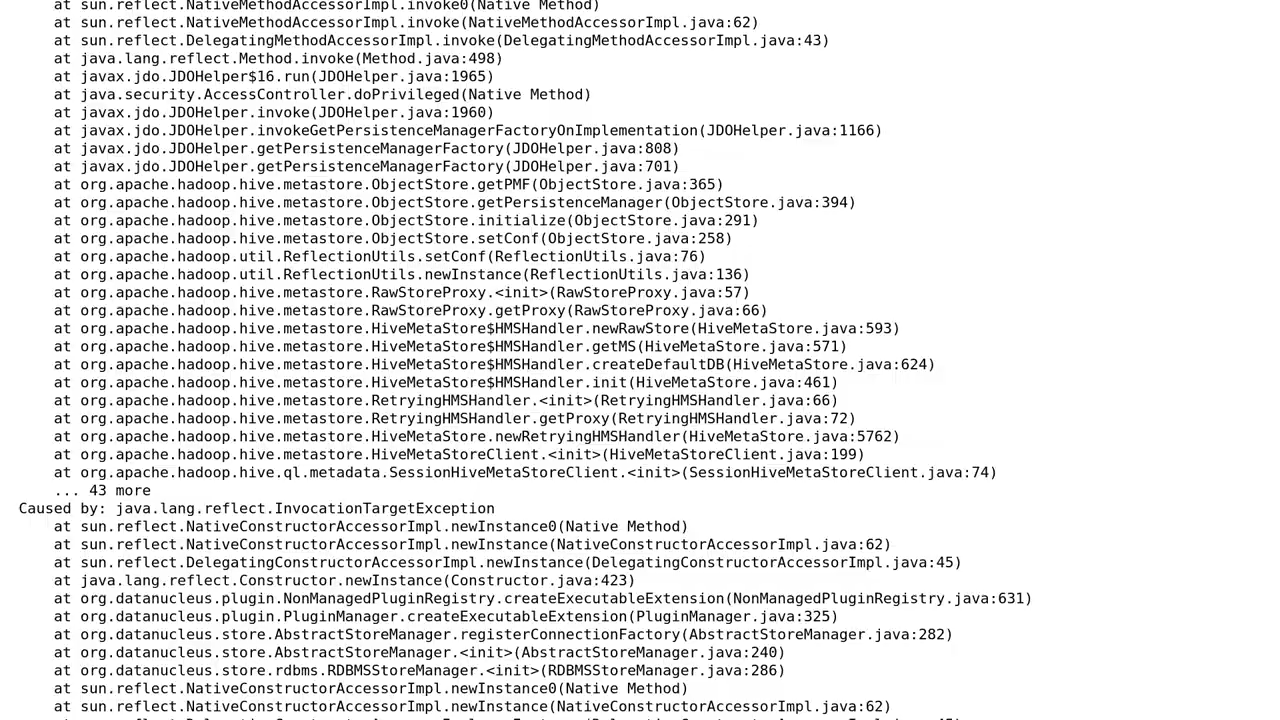 at sun.reflect.NativeMethodAccessorImpl.invoke0(Native Method)
at sun.reflect.NativeMethodAccessorImpl.invoke(NativeMethodAccessorImpl.java:62)
at sun.reflect.DelegatingMethodAccessorImpl.invoke(DelegatingMethodAccessorImpl.java:43)
at java.lang.reflect.Method.invoke(Method.java:498)
at javax.jdo.JDOHelper$16.run(JDOHelper.java:1965)
at java.security.AccessController.doPrivileged(Native Method)
at javax.jdo.JDOHelper.invoke(JDOHelper.java:1960)
at javax.jdo.JDOHelper.invokeGetPersistenceManagerFactoryOnImplementation(JDOHelper.java:1166)
at javax.jdo.JDOHelper.getPersistenceManagerFactory(JDOHelper.java:808)
at javax.jdo.JDOHelper.getPersistenceManagerFactory(JDOHelper.java:701)
at org.apache.hadoop.hive.metastore.ObjectStore.getPMF(ObjectStore.java:365)
at org.apache.hadoop.hive.metastore.ObjectStore.getPersistenceManager(ObjectStore.java:394)
at org.apache.hadoop.hive.metastore.ObjectStore.initialize(ObjectStore.java:291)
at org.apache.hadoop.hive.metastore.ObjectStore.setConf(ObjectStore.java:258)
at org.apache.hadoop.util.ReflectionUtils.setConf(ReflectionUtils.java:76)
at org.apache.hadoop.util.ReflectionUtils.newInstance(ReflectionUtils.java:136)
at org.apache.hadoop.hive.metastore.RawStoreProxy.<init>(RawStoreProxy.java:57)
at org.apache.hadoop.hive.metastore.RawStoreProxy.getProxy(RawStoreProxy.java:66)
at org.apache.hadoop.hive.metastore.HiveMetaStore$HMSHandler.newRawStore(HiveMetaStore.java:593)
at org.apache.hadoop.hive.metastore.HiveMetaStore$HMSHandler.getMS(HiveMetaStore.java:571)
at org.apache.hadoop.hive.metastore.HiveMetaStore$HMSHandler.createDefaultDB(HiveMetaStore.java:624)
at org.apache.hadoop.hive.metastore.HiveMetaStore$HMSHandler.init(HiveMetaStore.java:461)
at org.apache.hadoop.hive.metastore.RetryingHMSHandler.<init>(RetryingHMSHandler.java:66)
at org.apache.hadoop.hive.metastore.RetryingHMSHandler.getProxy(RetryingHMSHandler.java:72)
at org.apache.hadoop.hive.metastore.HiveMetaStore.newRetryingHMSHandler(HiveMetaStore.java:5762)
at org.apache.hadoop.hive.metastore.HiveMetaStoreClient.<init>(HiveMetaStoreClient.java:199)
at org.apache.hadoop.hive.ql.metadata.SessionHiveMetaStoreClient.<init>(SessionHiveMetaStoreClient.java:74)
... 43 more
Caused by: java.lang.reflect.InvocationTargetException
at sun.reflect.NativeConstructorAccessorImpl.newInstance0(Native Method)
at sun.reflect.NativeConstructorAccessorImpl.newInstance(NativeConstructorAccessorImpl.java:62)
at sun.reflect.DelegatingConstructorAccessorImpl.newInstance(DelegatingConstructorAccessorImpl.java:45)
at java.lang.reflect.Constructor.newInstance(Constructor.java:423)
at org.datanucleus.plugin.NonManagedPluginRegistry.createExecutableExtension(NonManagedPluginRegistry.java:631)
at org.datanucleus.plugin.PluginManager.createExecutableExtension(PluginManager.java:325)
at org.datanucleus.store.AbstractStoreManager.registerConnectionFactory(AbstractStoreManager.java:282)
at org.datanucleus.store.AbstractStoreManager.<init>(AbstractStoreManager.java:240)
at org.datanucleus.store.rdbms.RDBMSStoreManager.<init>(RDBMSStoreManager.java:286)
at sun.reflect.NativeConstructorAccessorImpl.newInstance0(Native Method)
at sun.reflect.NativeConstructorAccessorImpl.newInstance(NativeConstructorAccessorImpl.java:62)